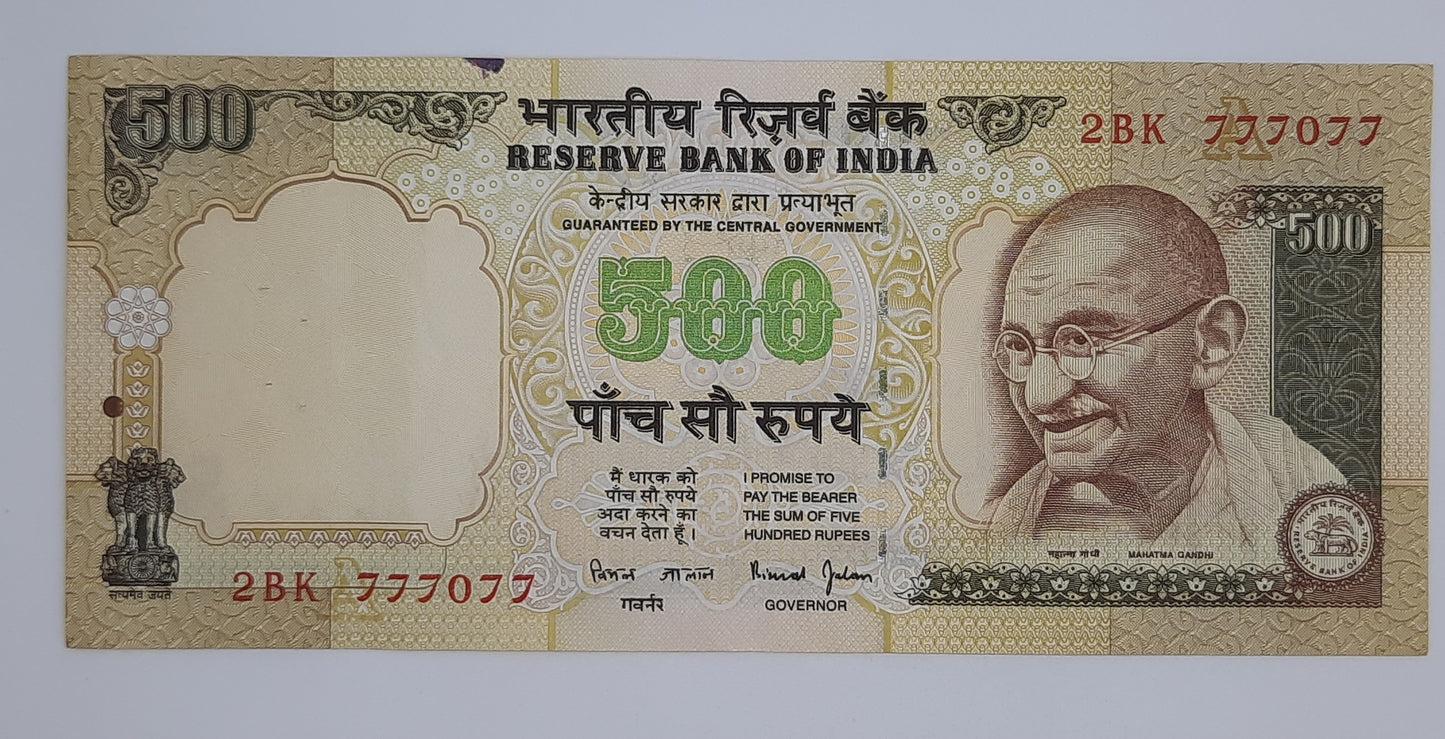 500
भारतीय रिज़र्व बैंक
RESERVE BANK OF INDIA
2BK 777077
केन्द्रीय सरकार द्वारा प्रत्याभूत
GUARANTEED BY THE CENTRAL GOVERNMENT
500
500
पाँच सौ रुपये
मैं धारक को
पाँच सौ रुपये
अदा करने का
वचन देता हूँ।
I PROMISE TO
PAY THE BEARER
THE SUM OF FIVE
HUNDRED RUPEES
विमल जालान
Bimal Jalan
गवर्नर
GOVERNOR
महात्मा गांधी
MAHATMA GANDHI
भारतीय रिज़र्व बैंक
RESERVE BANK OF INDIA
सत्यमेव जयते
2BK 777077
A
A